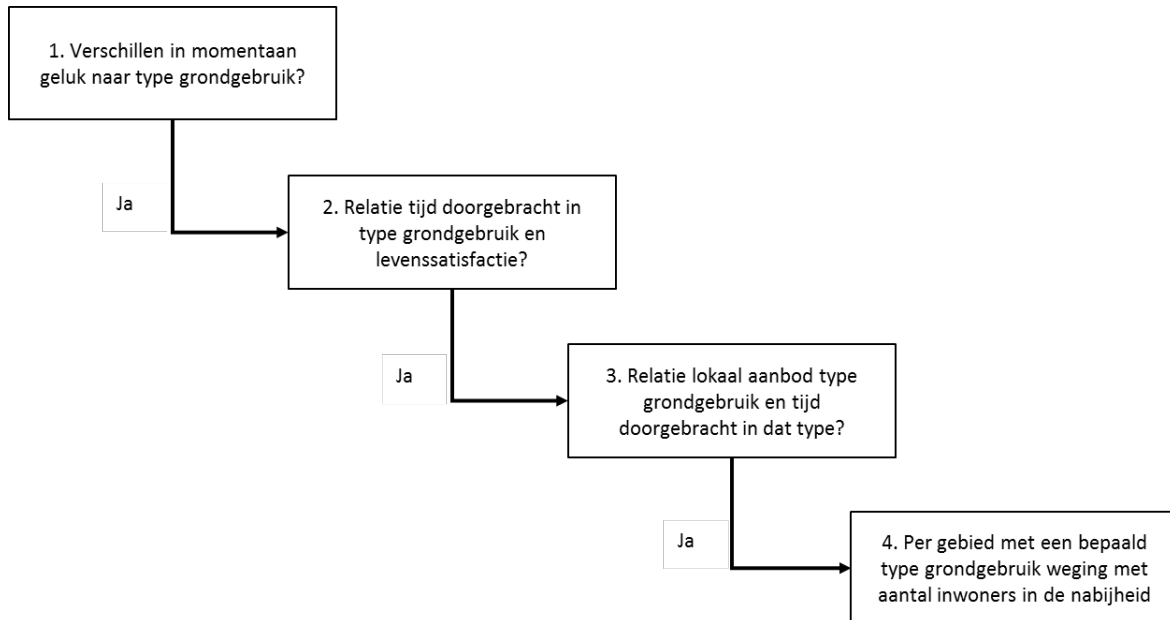 1. Verschillen in momentaan
geluk naar type grondgebruik?
Ja
2. Relatie tijd doorgebracht in
type grondgebruik en
levenssatisfactie?
Ja
3. Relatie lokaal aanbod type
grondgebruik en tijd
doorgebracht in dat type?
Ja
4. Per gebied met een bepaald
type grondgebruik weging met
aantal inwoners in de nabijheid